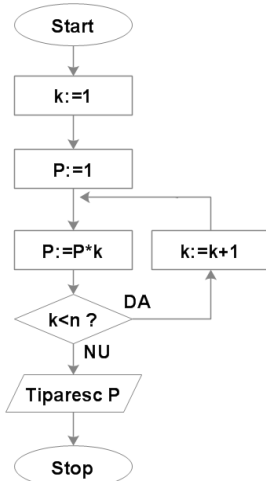 Start
k:=1
P:=1
P:=P*k
k:=k+1
DA
k<n ?
NU
Tiparesc P
Stop